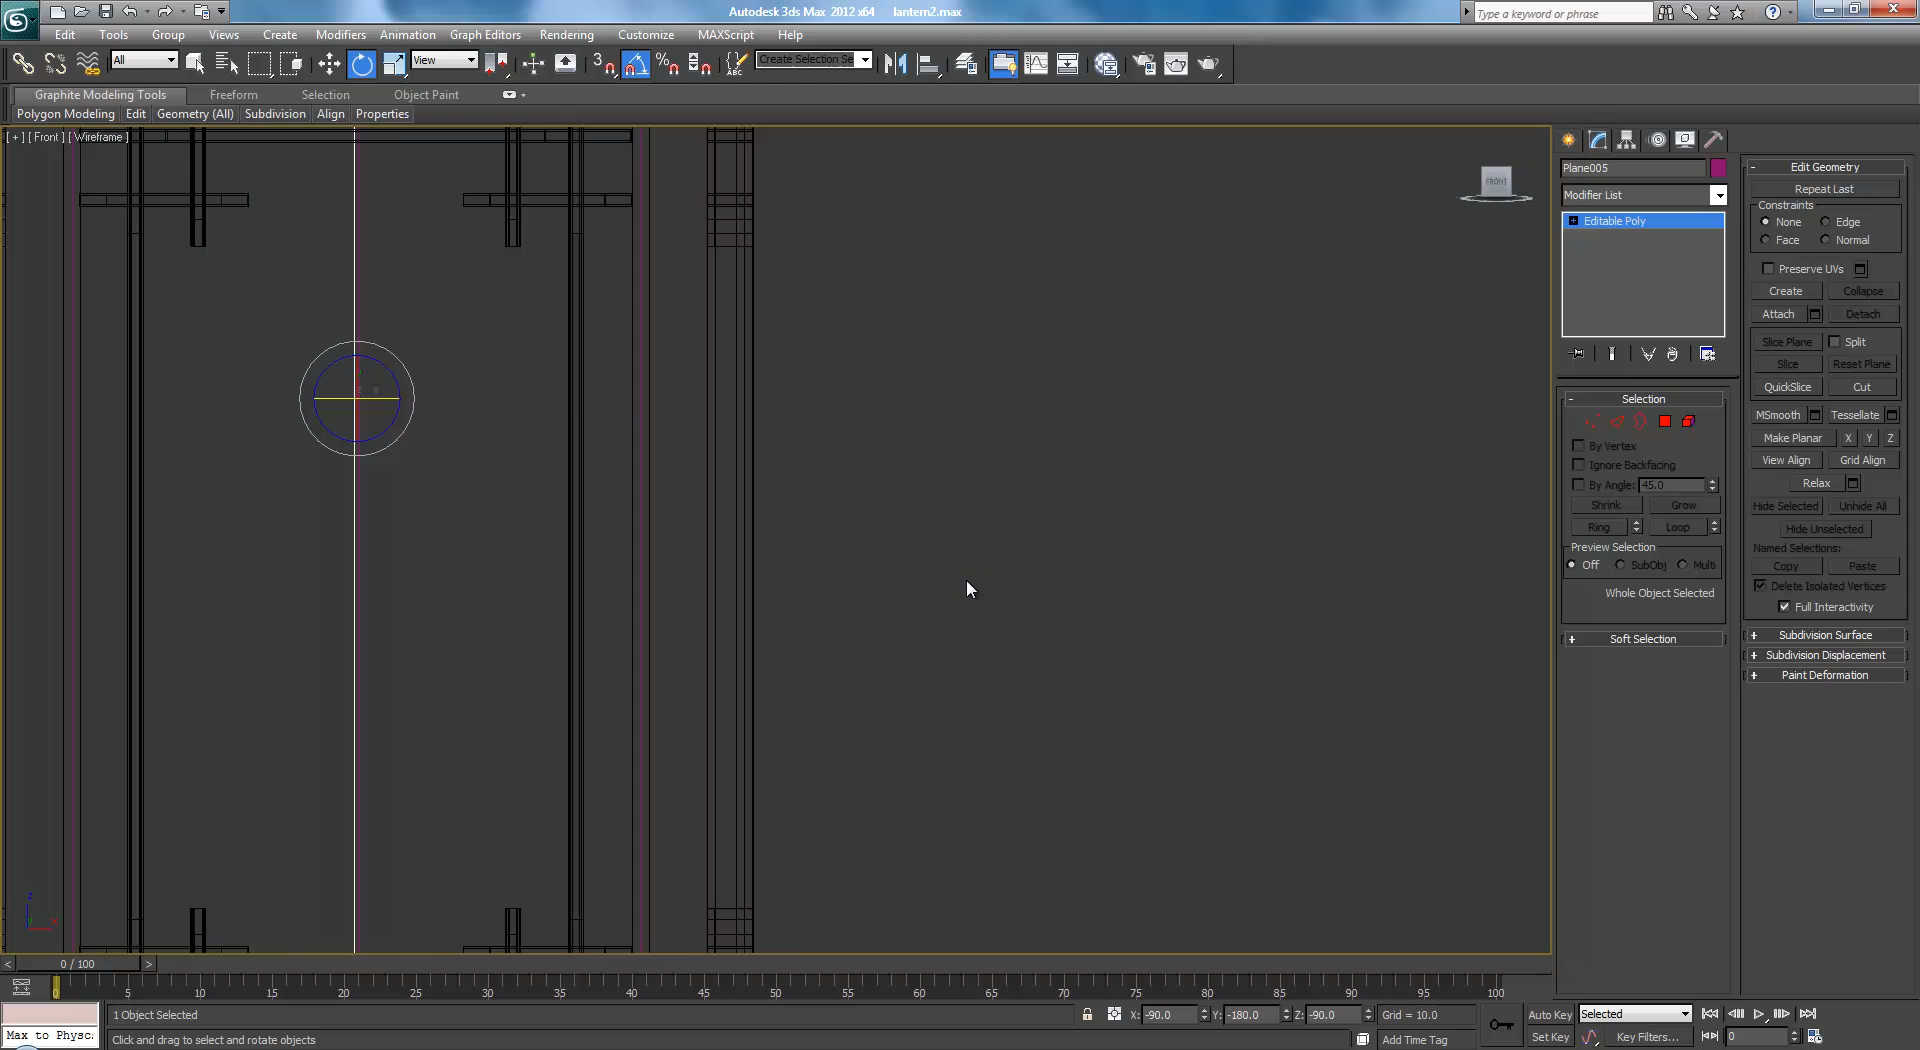 Autodesk 3ds Max 2012 x64 lantern2.max
Type a keyword or phrase
Edit Tools Group Views Create Modifiers Animation Graph Editors Rendering Customize MAXScript Help
All View 3 % ABC Create Selection Se
Graphite Modeling Tools Freeform Selection Object Paint
Polygon Modeling Edit Geometry (All) Subdivision Align Properties
[ + ] [ Front ] [ Wireframe ]
FRONT
Plane005
Modifier List
Editable Poly
Selection
By Vertex
Ignore Backfacing
By Angle: 45.0
Shrink Grow
Ring Loop
Preview Selection
Off SubObj Multi
Whole Object Selected
+ Soft Selection
- Edit Geometry
Repeat Last
Constraints
None Edge
Face Normal
Preserve UVs
Create Collapse
Attach Detach
Slice Plane Split
Slice Reset Plane
QuickSlice Cut
MSmooth Tessellate
Make Planar X Y Z
View Align Grid Align
Relax
Hide Selected Unhide All
Hide Unselected
Named Selections:
Copy Paste
Delete Isolated Vertices
Full Interactivity
+ Subdivision Surface
+ Subdivision Displacement
+ Paint Deformation
z
x
< 0 / 100 >
0 5 10 15 20 25 30 35 40 45 50 55 60 65 70 75 80 85 90 95 100
1 Object Selected X: -90.0 Y: -180.0 Z: -90.0 Grid = 10.0 Auto Key Selected
Max to Physc: Click and drag to select and rotate objects Add Time Tag Set Key Key Filters... 0